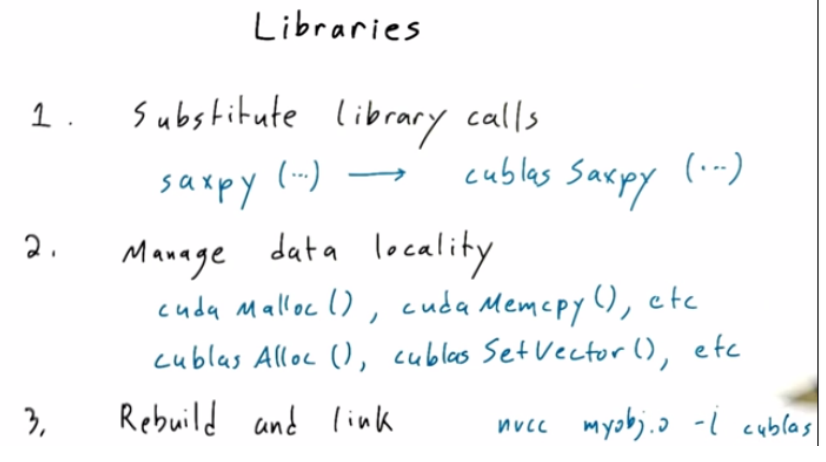 Libraries
1. Substitute library calls
saxpy (...) → cublas Saxpy (...)
2. Manage data locality
cuda Malloc (), cuda Memcpy (), etc
cublas Alloc (), cublas SetVector (), etc
3, Rebuild and link nvcc myobj.o -l cublas